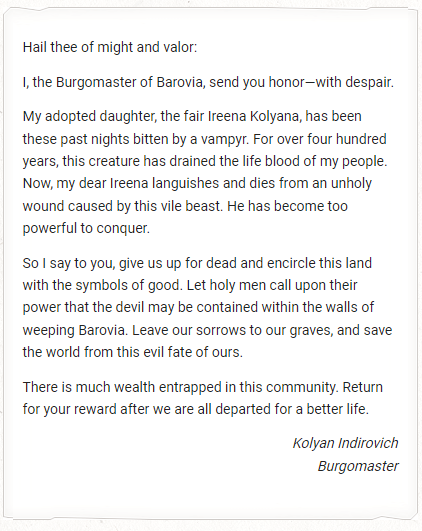 Hail thee of might and valor:
I, the Burgomaster of Barovia, send you honor—with despair.
My adopted daughter, the fair Ireena Kolyana, has been
these past nights bitten by a vampyr. For over four hundred
years, this creature has drained the life blood of my people.
Now, my dear Ireena languishes and dies from an unholy
wound caused by this vile beast. He has become too
powerful to conquer.
So I say to you, give us up for dead and encircle this land
with the symbols of good. Let holy men call upon their
power that the devil may be contained within the walls of
weeping Barovia. Leave our sorrows to our graves, and save
the world from this evil fate of ours.
There is much wealth entrapped in this community. Return
for your reward after we are all departed for a better life.
Kolyan Indirovich
Burgomaster